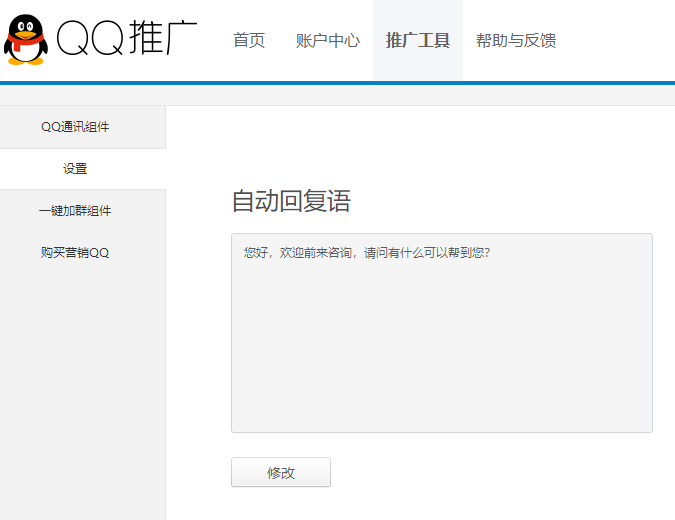 QQ推广
首页 账户中心 推广工具 帮助与反馈
QQ通讯组件
设置
一键加群组件
购买营销QQ
自动回复语
您好，欢迎前来咨询，请问有什么可以帮到您?
修改